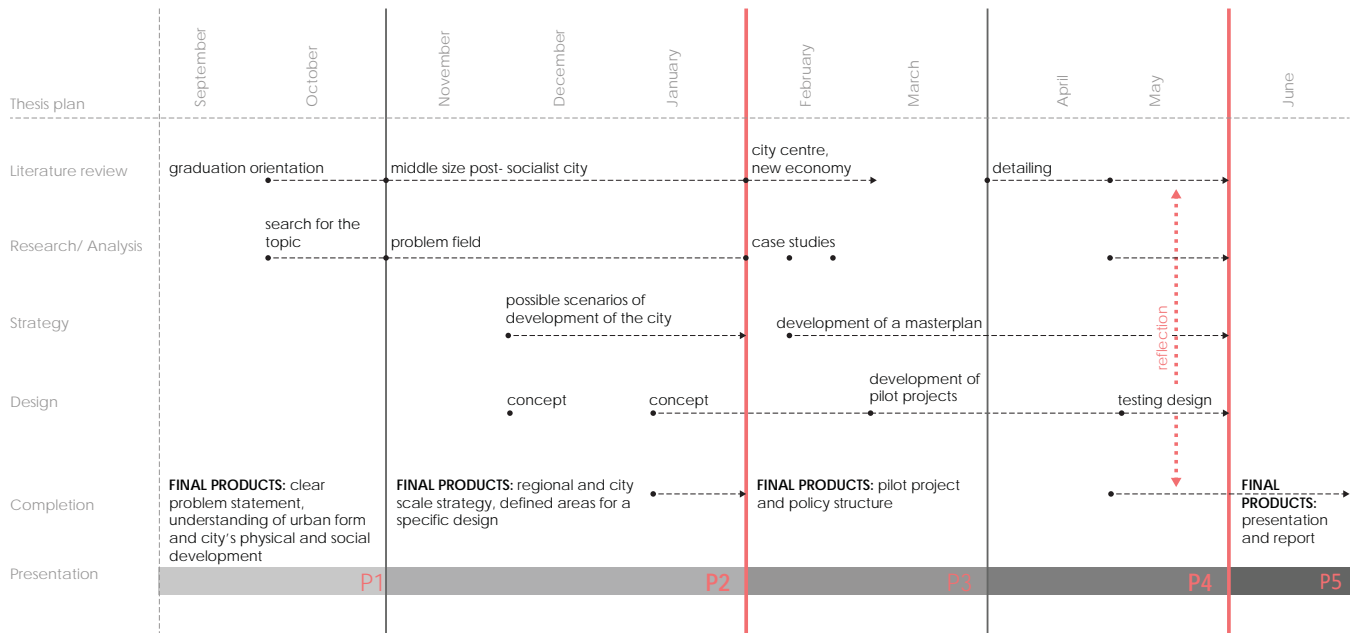 September
October
November
December
January
February
March
April
May
June
Thesis plan
Literature review
graduation orientation
middle size post- socialist city
city centre,
new economy
detailing
Research/ Analysis
search for the
topic
problem field
case studies
Strategy
possible scenarios of
development of the city
development of a masterplan
reflection
Design
concept
concept
development of
pilot projects
testing design
Completion
FINAL PRODUCTS: clear
problem statement,
understanding of urban form
and city's physical and social
development
FINAL PRODUCTS: regional and city
scale strategy, defined areas for a
specific design
FINAL PRODUCTS: pilot project
and policy structure
FINAL
PRODUCTS:
presentation
and report
Presentation
P1
P2
P3
P4
P5